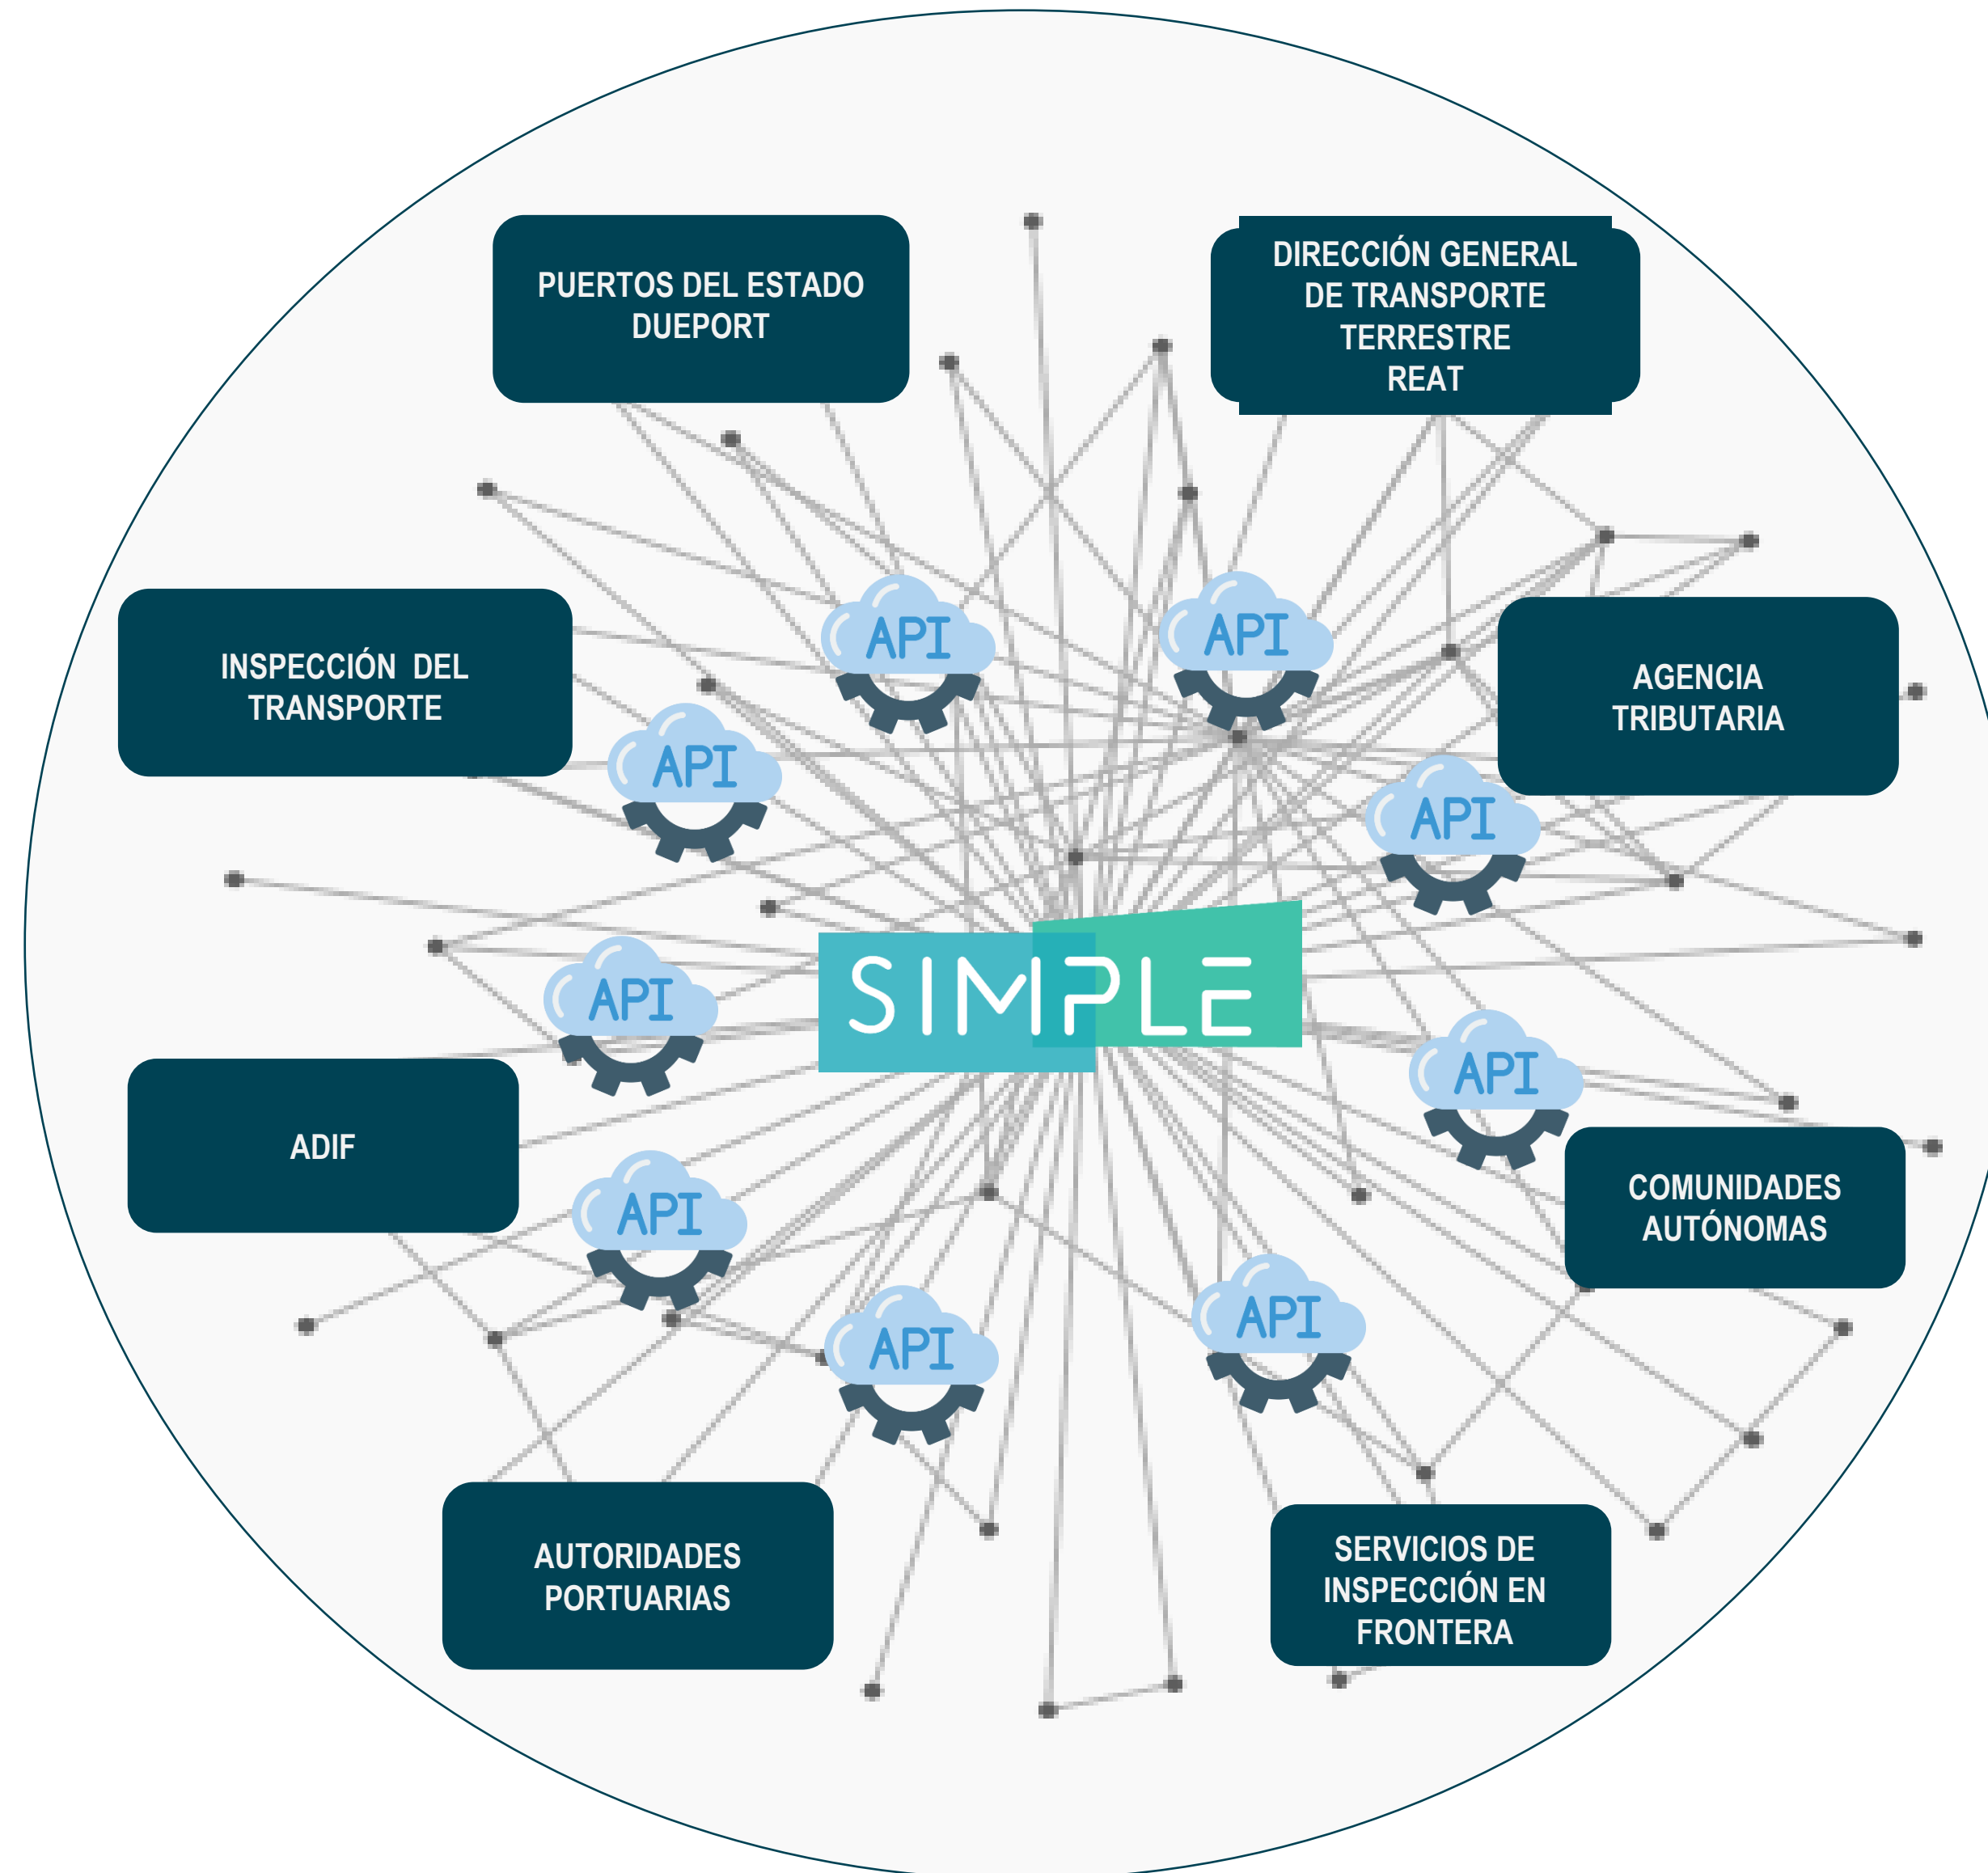 PUERTOS DEL ESTADO
DUEPORT
DIRECCIÓN GENERAL
DE TRANSPORTE
TERRESTRE
REAT
API
API
INSPECCIÓN DEL
TRANSPORTE
AGENCIA
TRIBUTARIA
API
API
SIMPLE
API
API
ADIF
COMUNIDADES
AUTÓNOMAS
API
API
API
AUTORIDADES
PORTUARIAS
SERVICIOS DE
INSPECCIÓN EN
FRONTERA